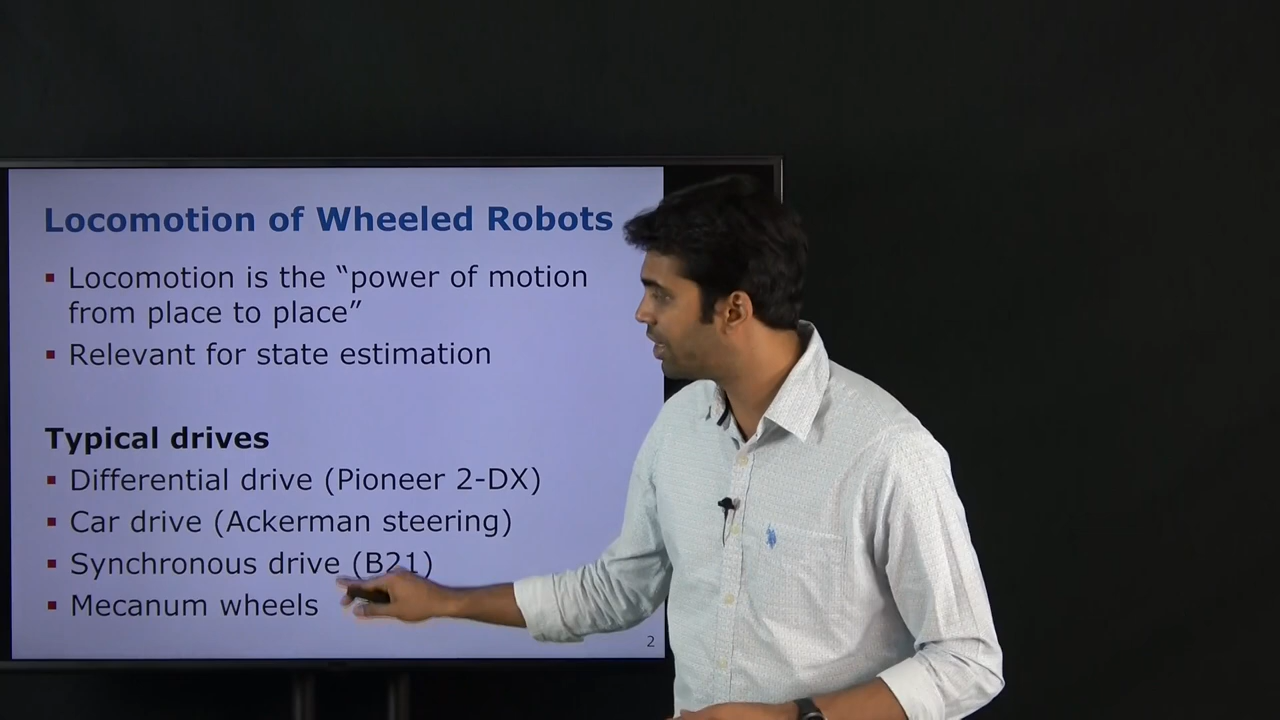 Locomotion of Wheeled Robots
▪ Locomotion is the “power of motion
from place to place”
▪ Relevant for state estimation
Typical drives
▪ Differential drive (Pioneer 2-DX)
▪ Car drive (Ackerman steering)
▪ Synchronous drive (B21)
▪ Mecanum wheels
2